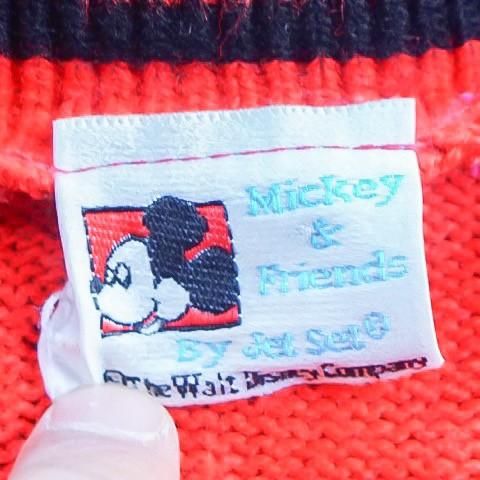 Mickey
&
Friends
By Jet Set®
© The Walt Disney Company